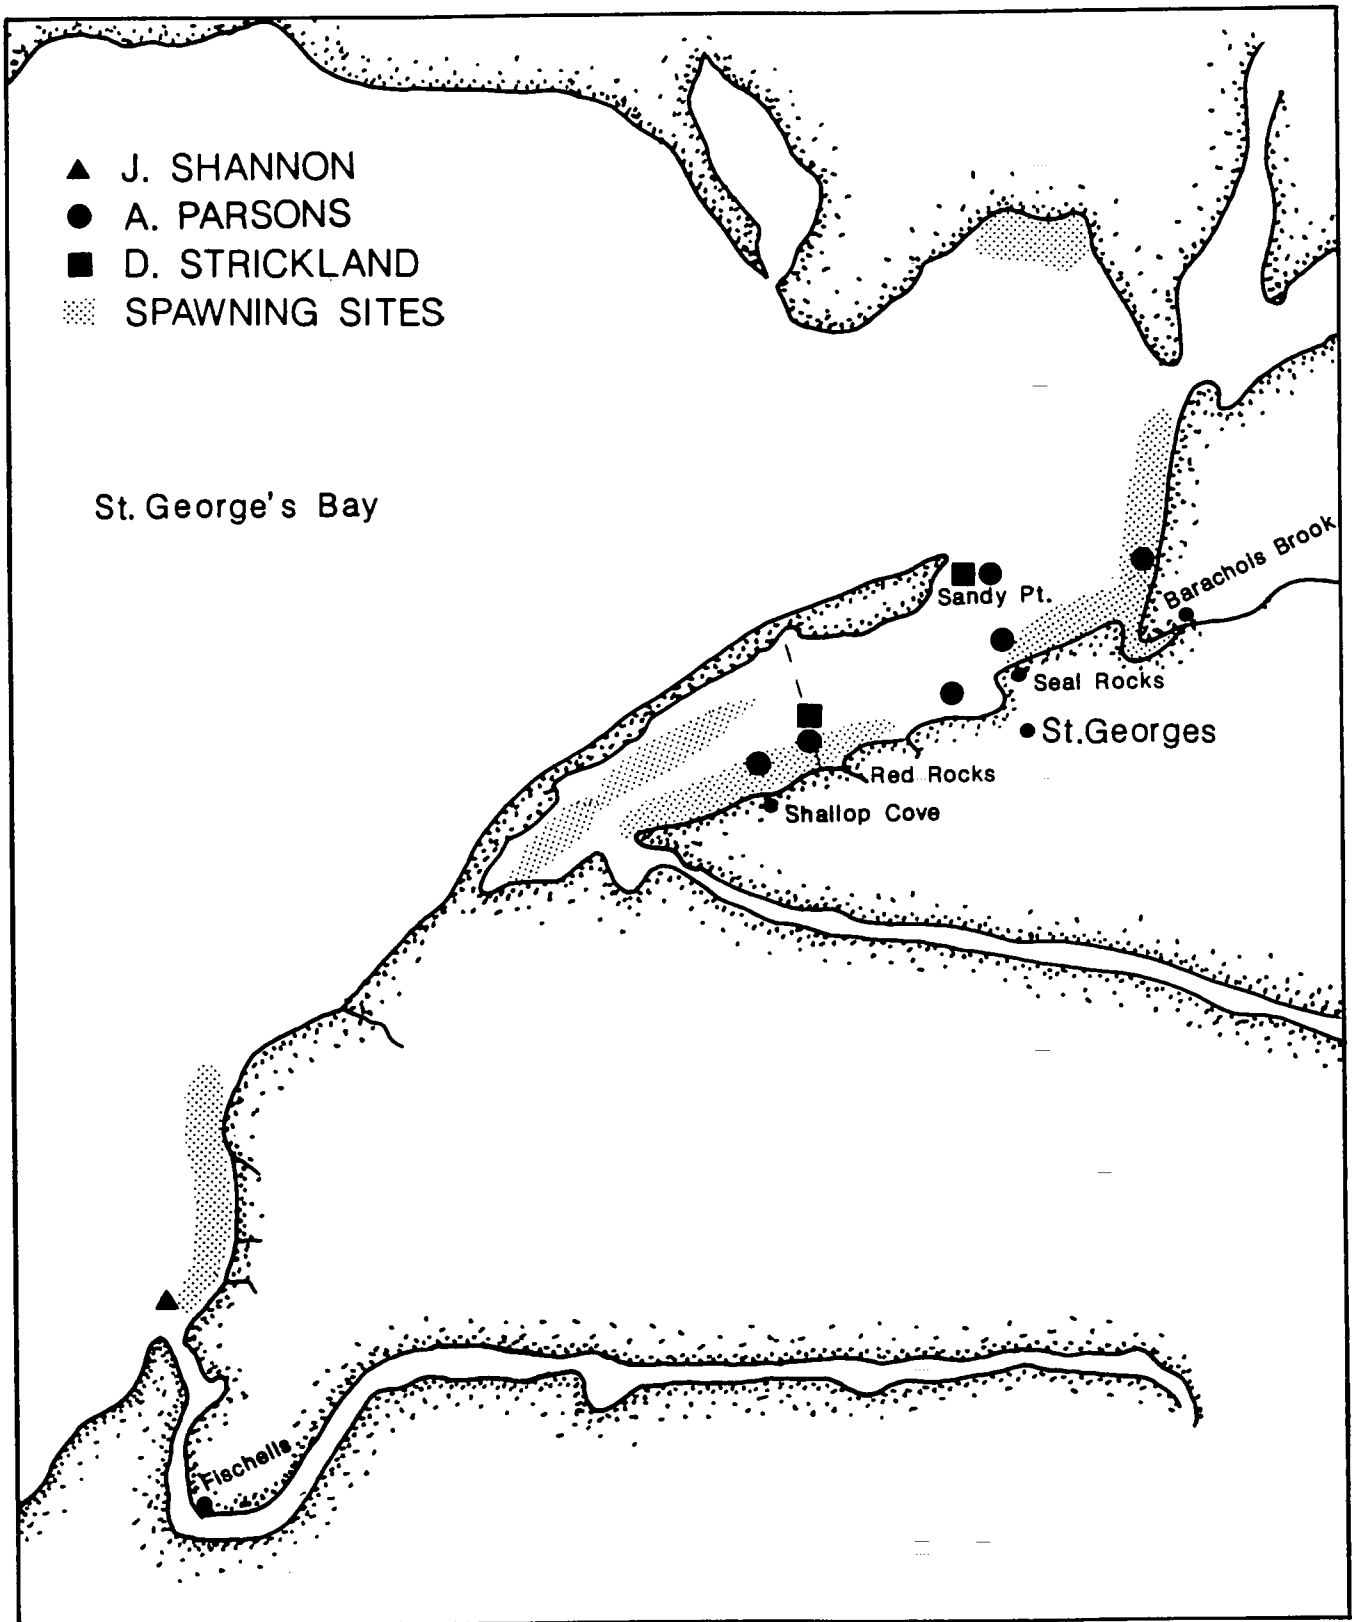 J. SHANNON
A. PARSONS
D. STRICKLAND
SPAWNING SITES
St. George's Bay
Barachois Brook
Sandy Pt.
Seal Rocks
St.Georges
Red Rocks
Shallop Cove
Fischells